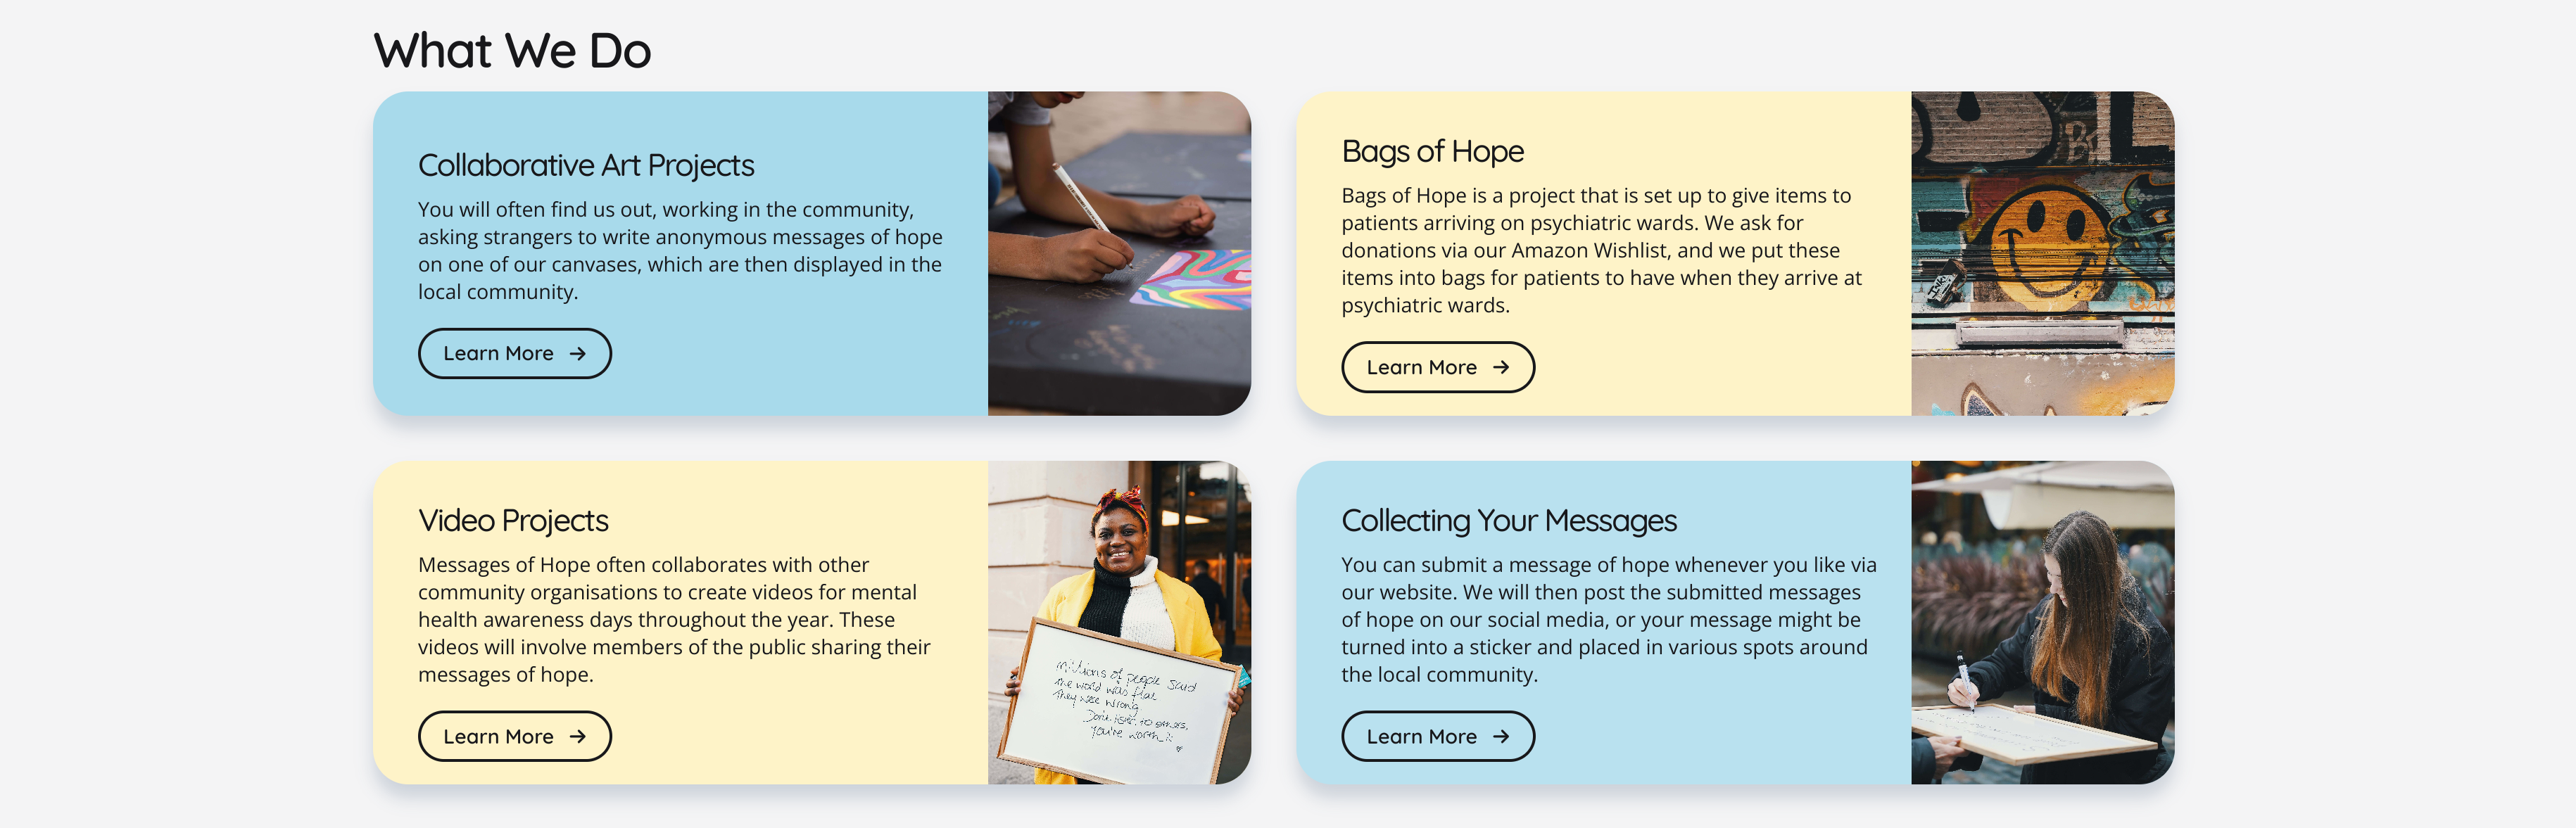 What We Do
Collaborative Art Projects
You will often find us out, working in the community,
asking strangers to write anonymous messages of hope
on one of our canvases, which are then displayed in the
local community.
Learn More →
Bags of Hope
Bags of Hope is a project that is set up to give items to
patients arriving on psychiatric wards. We ask for
donations via our Amazon Wishlist, and we put these
items into bags for patients to have when they arrive at
psychiatric wards.
Learn More →
Video Projects
Messages of Hope often collaborates with other
community organisations to create videos for mental
health awareness days throughout the year. These
videos will involve members of the public sharing their
messages of hope.
Learn More →
millions of people said
the world was flat
they were wrong
Don't listen to others,
you're worth it
Collecting Your Messages
You can submit a message of hope whenever you like via
our website. We will then post the submitted messages
of hope on our social media, or your message might be
turned into a sticker and placed in various spots around
the local community.
Learn More →